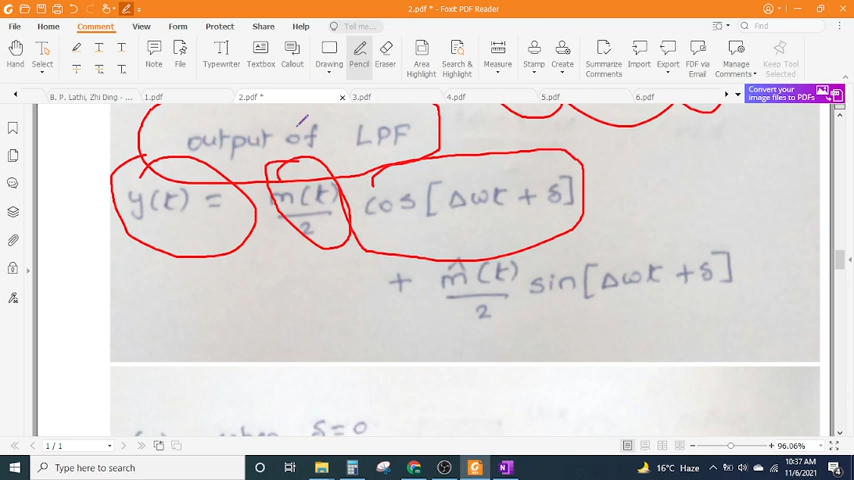 2.pdf * - Foxit PDF Reader
File Home Comment View Form Protect Share Help Tell me... Find
Hand Select Note File Typewriter Textbox Callout Drawing Pencil Eraser Area Highlight Search & Highlight Measure Stamp Create Summarize Comments Import Export FDF via Email Manage Comments Keep Tool Selected
B. P. Lathi, Zhi Ding - ... 1.pdf 2.pdf * 3.pdf 4.pdf 5.pdf 6.pdf Convert your image files to PDFs
output of LPF
y(t) = m(t)/2 cos[Δωt + δ]
+ m̂(t)/2 sin[Δωt + δ]
δ=0
1 / 1 96.06%
Type here to search 16°C Haze 10:37 AM
11/6/2021 4